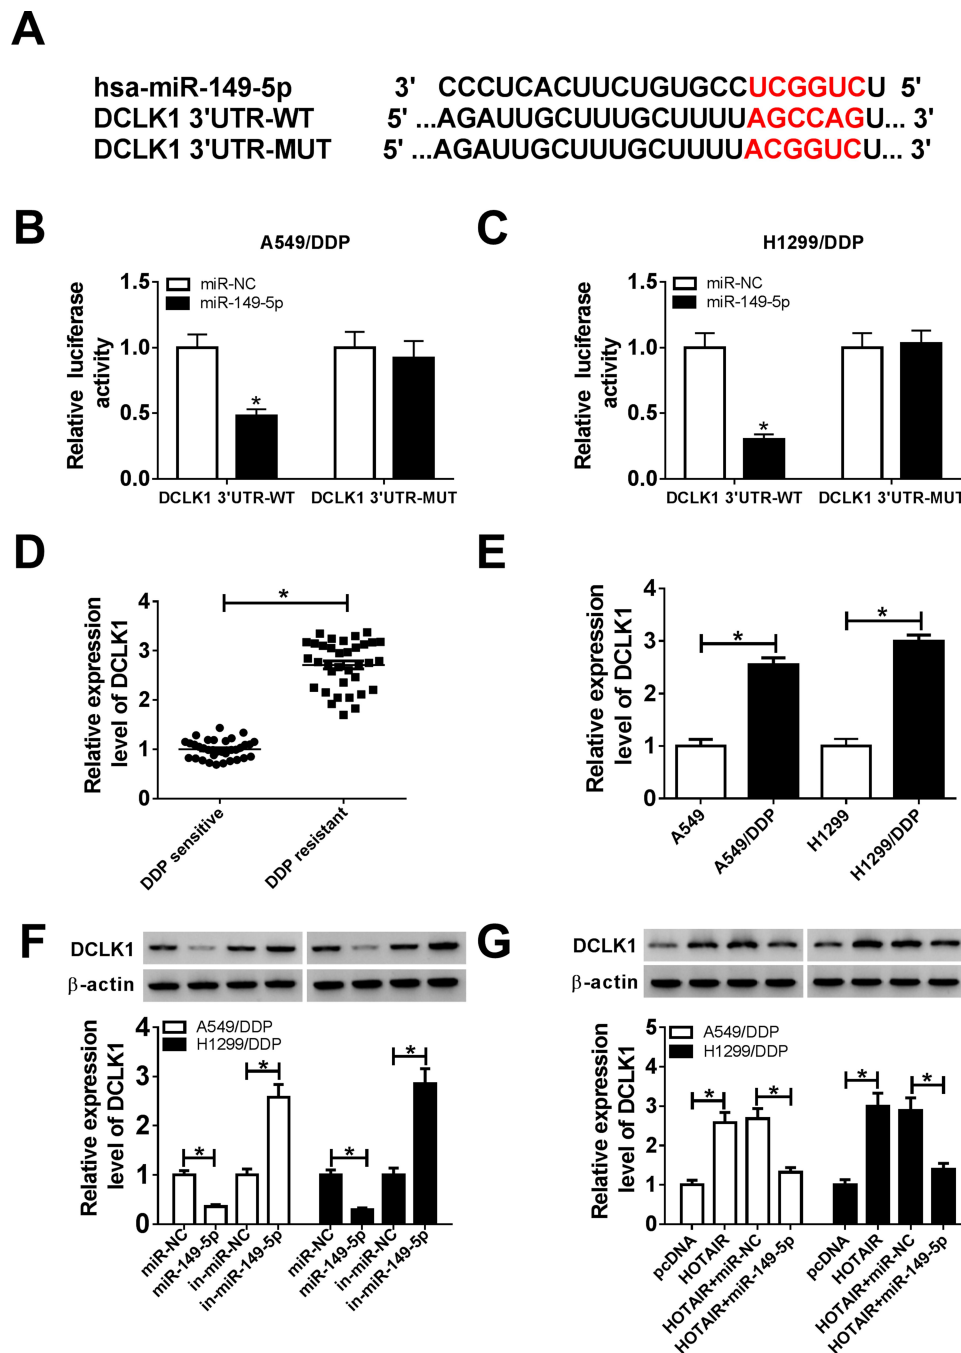 A
hsa-miR-149-5p 3' CCCUCACUUCUGUGCCUCGGUCU 5'
DCLK1 3'UTR-WT 5' ...AGAUUGCUUUGCUUUUAGCCAGU... 3'
DCLK1 3'UTR-MUT 5' ...AGAUUGCUUUGCUUUUACGGUCU... 3'
B
A549/DDP
miR-NC
miR-149-5p
Relative luciferase
activity
1.5
1.0
0.5
0.0
*
DCLK1 3'UTR-WT DCLK1 3'UTR-MUT
C
H1299/DDP
miR-NC
miR-149-5p
Relative luciferase
activity
1.5
1.0
0.5
0.0
*
DCLK1 3'UTR-WT DCLK1 3'UTR-MUT
D
Relative expression
level of DCLK1
4
3
2
1
0
*
DDP sensitive
DDP resistant
E
Relative expression
level of DCLK1
4
3
2
1
0
*
*
A549
A549/DDP
H1299
H1299/DDP
F
DCLK1
β-actin
A549/DDP
H1299/DDP
Relative expression
level of DCLK1
4
3
2
1
0
*
*
*
*
miR-NC
miR-149-5p
in-miR-NC
in-miR-149-5p
miR-NC
miR-149-5p
in-miR-NC
in-miR-149-5p
G
DCLK1
β-actin
A549/DDP
H1299/DDP
Relative expression
level of DCLK1
5
4
3
2
1
0
*
*
*
*
pcDNA
HOTAIR
HOTAIR+miR-NC
HOTAIR+miR-149-5p
pcDNA
HOTAIR
HOTAIR+miR-NC
HOTAIR+miR-149-5p